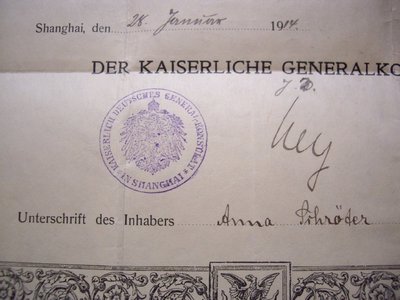 Shanghai, den 28. Januar 1914.
DER KAISERLICHE GENERALKO
KAISERLICH DEUTSCHES GENERAL-KONSULAT
IN SHANGHAI
Unterschrift des Inhabers Anna Schröder